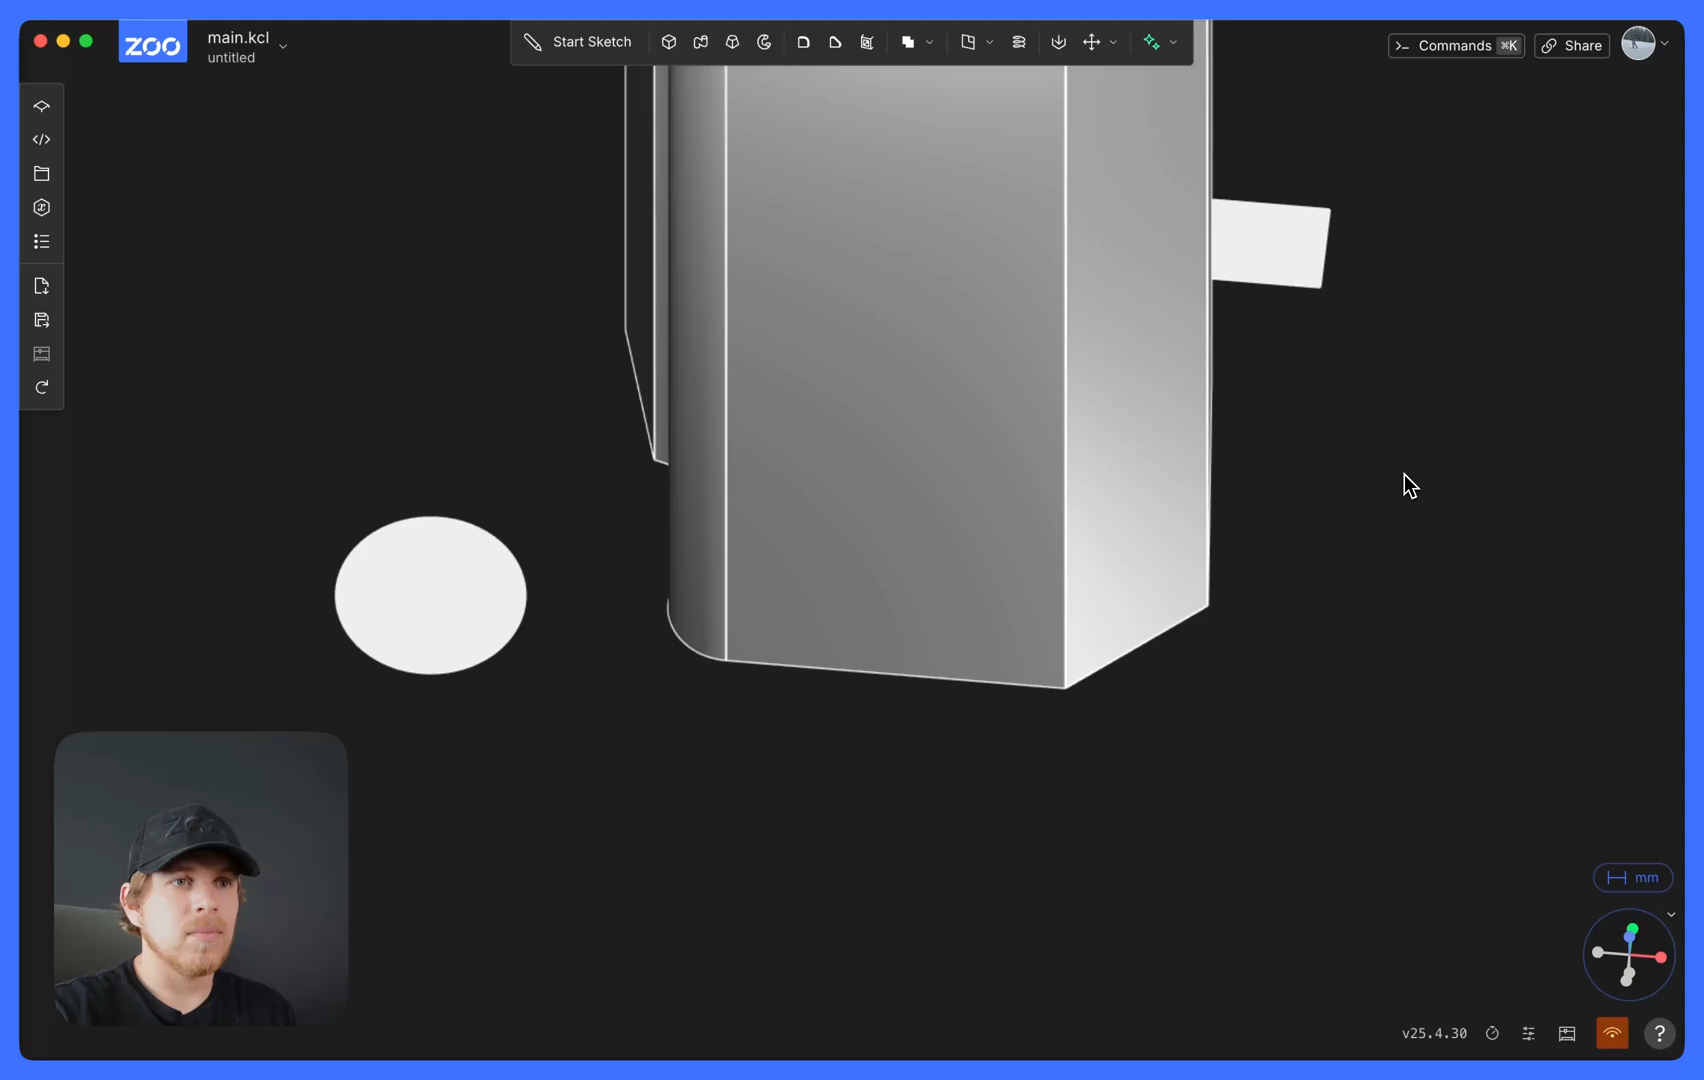 ZOO
main.kcl
untitled
Start Sketch
Commands ⌘K
Share
mm
v25.4.30
?